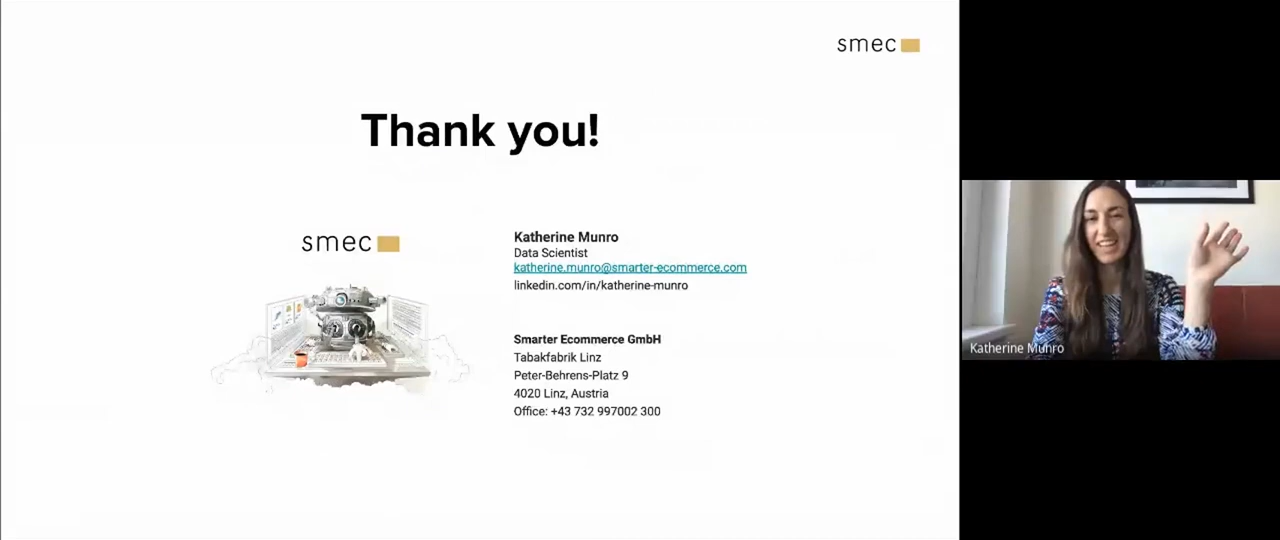 smec
Thank you!
smec
Katherine Munro
Data Scientist
katherine.munro@smarter-ecommerce.com
linkedin.com/in/katherine-munro
Smarter Ecommerce GmbH
Tabakfabrik Linz
Peter-Behrens-Platz 9
4020 Linz, Austria
Office: +43 732 997002 300
Katherine Munro